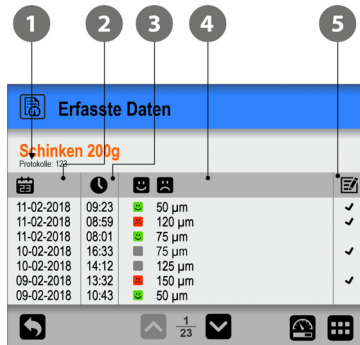 1 2 3 4 5
Erfasste Daten
Schinken 200g
Protokolle: 123
23
11-02-2018 09:23 50 µm
11-02-2018 08:59 120 µm
11-02-2018 08:01 75 µm
10-02-2018 16:33 75 µm
10-02-2018 14:12 125 µm
09-02-2018 13:32 150 µm
09-02-2018 10:43 50 µm
1
23